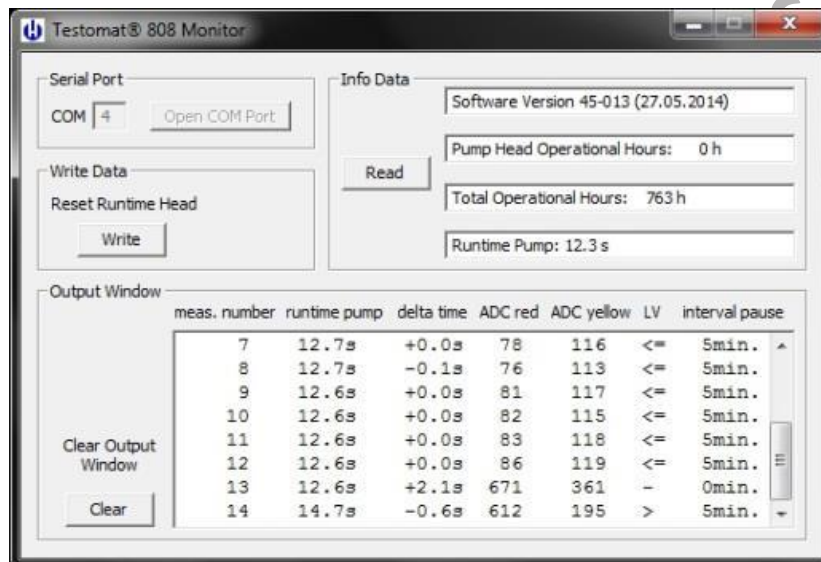 Testomat® 808 Monitor
Serial Port
COM 4 Open COM Port
Write Data
Reset Runtime Head
Write
Info Data
Read
Software Version 45-013 (27.05.2014)
Pump Head Operational Hours: 0 h
Total Operational Hours: 763 h
Runtime Pump: 12.3 s
Output Window
meas. number runtime pump delta time ADC red ADC yellow LV interval pause
7 12.7s +0.0s 78 116 <= 5min.
8 12.7s -0.1s 76 113 <= 5min.
9 12.6s +0.0s 81 117 <= 5min.
10 12.6s +0.0s 82 115 <= 5min.
11 12.6s +0.0s 83 118 <= 5min.
12 12.6s +0.0s 86 119 <= 5min.
13 12.6s +2.1s 671 361 - 0min.
14 14.7s -0.6s 612 195 > 5min.
Clear Output
Window
Clear